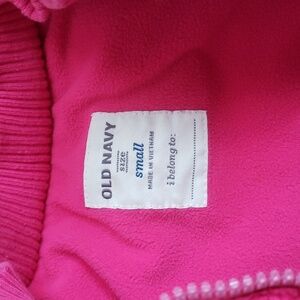 OLD NAVY
size
small
MADE IN VIETNAM
i belong to: